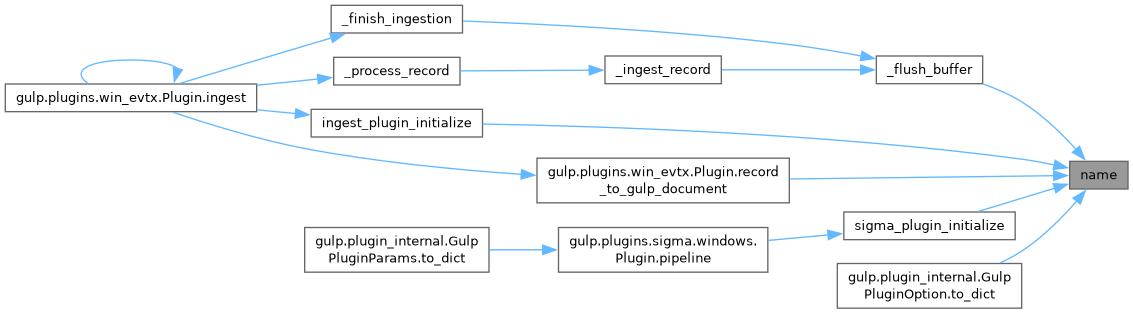 _finish_ingestion
_process_record
_ingest_record
_flush_buffer
gulp.plugins.win_evtx.Plugin.ingest
ingest_plugin_initialize
gulp.plugins.win_evtx.Plugin.record
_to_gulp_document
name
sigma_plugin_initialize
gulp.plugin_internal.Gulp
PluginParams.to_dict
gulp.plugins.sigma.windows.
Plugin.pipeline
gulp.plugin_internal.Gulp
PluginOption.to_dict